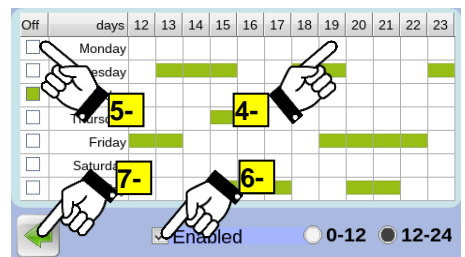 Off days 12 13 14 15 16 17 18 19 20 21 22 23
Monday
5- 4-
Friday
7- 6-
Enabled 0-12 12-24